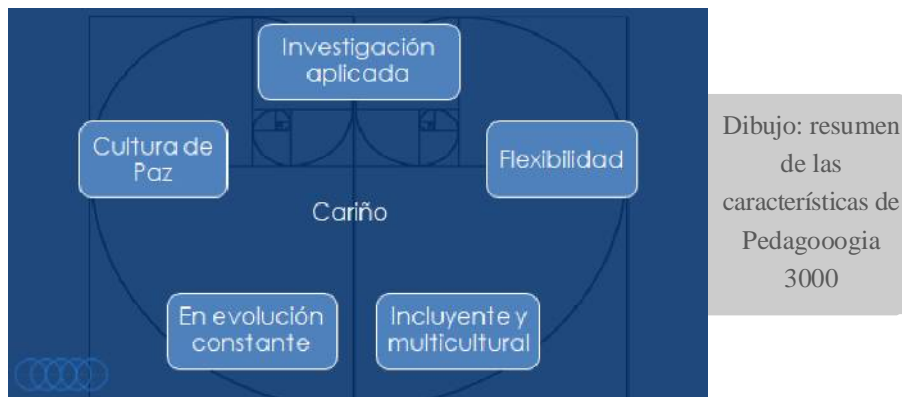 Investigación
aplicada
Cultura de
Paz
Flexibilidad
Cariño
En evolución
constante
Incluyente y
multicultural
Dibujo: resumen
de las
características de
Pedagooogia
3000